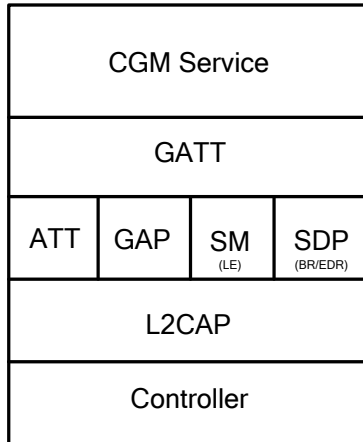 CGM Service
GATT
ATT GAP SM SDP
(LE) (BR/EDR)
L2CAP
Controller